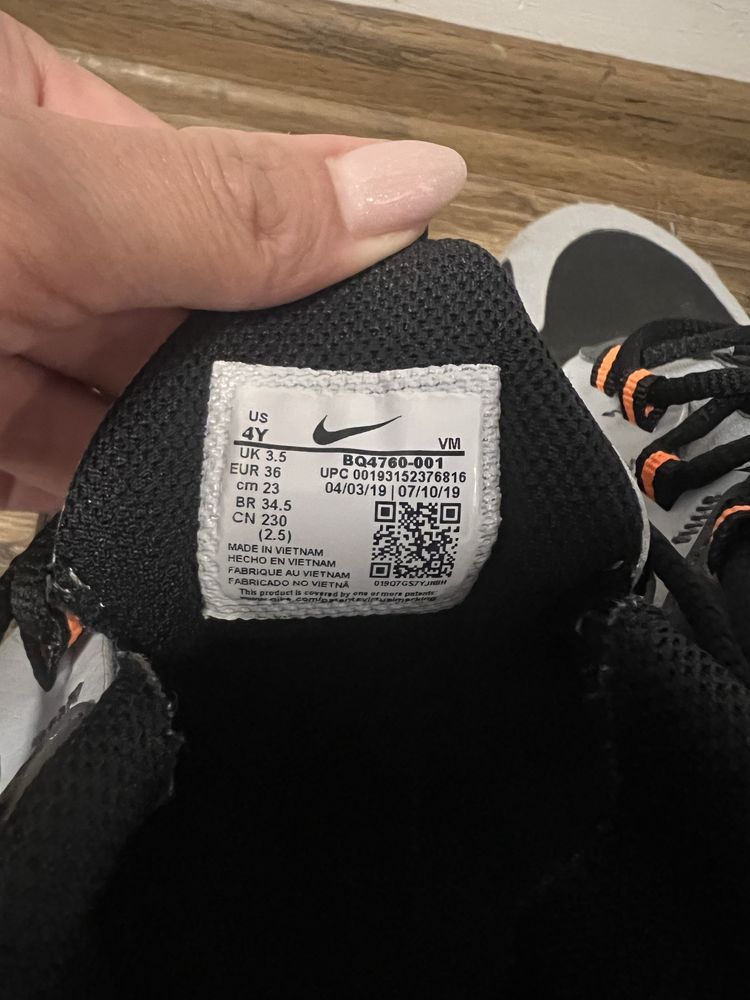 US
4Y
VM
UK 3.5
EUR 36
cm 23
BR 34.5
CN 230
(2.5)
BQ4760-001
UPC 00193152376816
04/03/19 | 07/10/19
MADE IN VIETNAM
HECHO EN VIETNAM
FABRIQUE AU VIETNAM
FABRICADO NO VIETNÃ
This product is covered by one or more patents